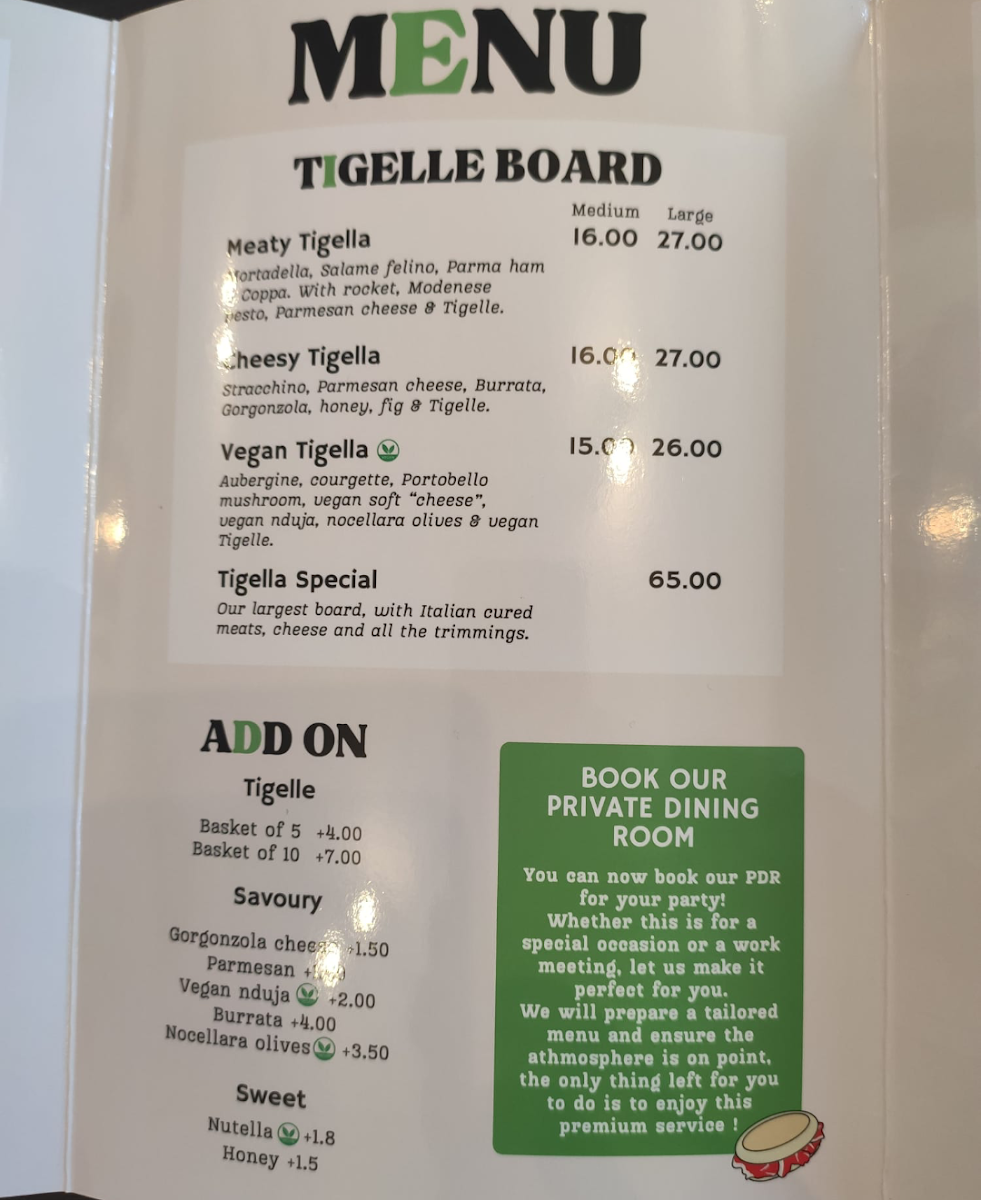 MENU
TIGELLE BOARD
Medium Large
Meaty Tigella 16.00 27.00
Mortadella, Salame felino, Parma ham
Coppa. With rocket, Modenese
pesto, Parmesan cheese & Tigelle.
Cheesy Tigella 16.00 27.00
Stracchino, Parmesan cheese, Burrata,
Gorgonzola, honey, fig & Tigelle.
Vegan Tigella 15.00 26.00
Aubergine, courgette, Portobello
mushroom, vegan soft “cheese”,
vegan nduja, nocellara olives & vegan
Tigelle.
Tigella Special 65.00
Our largest board, with Italian cured
meats, cheese and all the trimmings.
ADD ON
Tigelle
Basket of 5 +4.00
Basket of 10 +7.00
Savoury
Gorgonzola cheese +1.50
Parmesan
Vegan nduja +2.00
Burrata +4.00
Nocellara olives +3.50
Sweet
Nutella +1.8
Honey +1.5
BOOK OUR
PRIVATE DINING
ROOM
You can now book our PDR
for your party!
Whether this is for a
special occasion or a work
meeting, let us make it
perfect for you.
We will prepare a tailored
menu and ensure the
athmosphere is on point,
the only thing left for you
to do is to enjoy this
premium service !